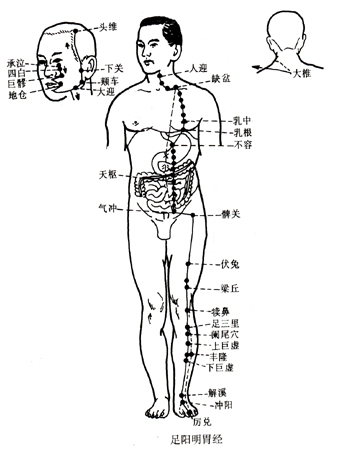 头维
承泣
四白
巨髎
地仓
下关
颊车
大迎
人迎
缺盆
大椎
乳中
乳根
不容
天枢
气冲
髀关
伏兔
梁丘
犊鼻
足三里
阑尾穴
上巨虚
丰隆
下巨虚
解溪
冲阳
历兑
足阳明胃经